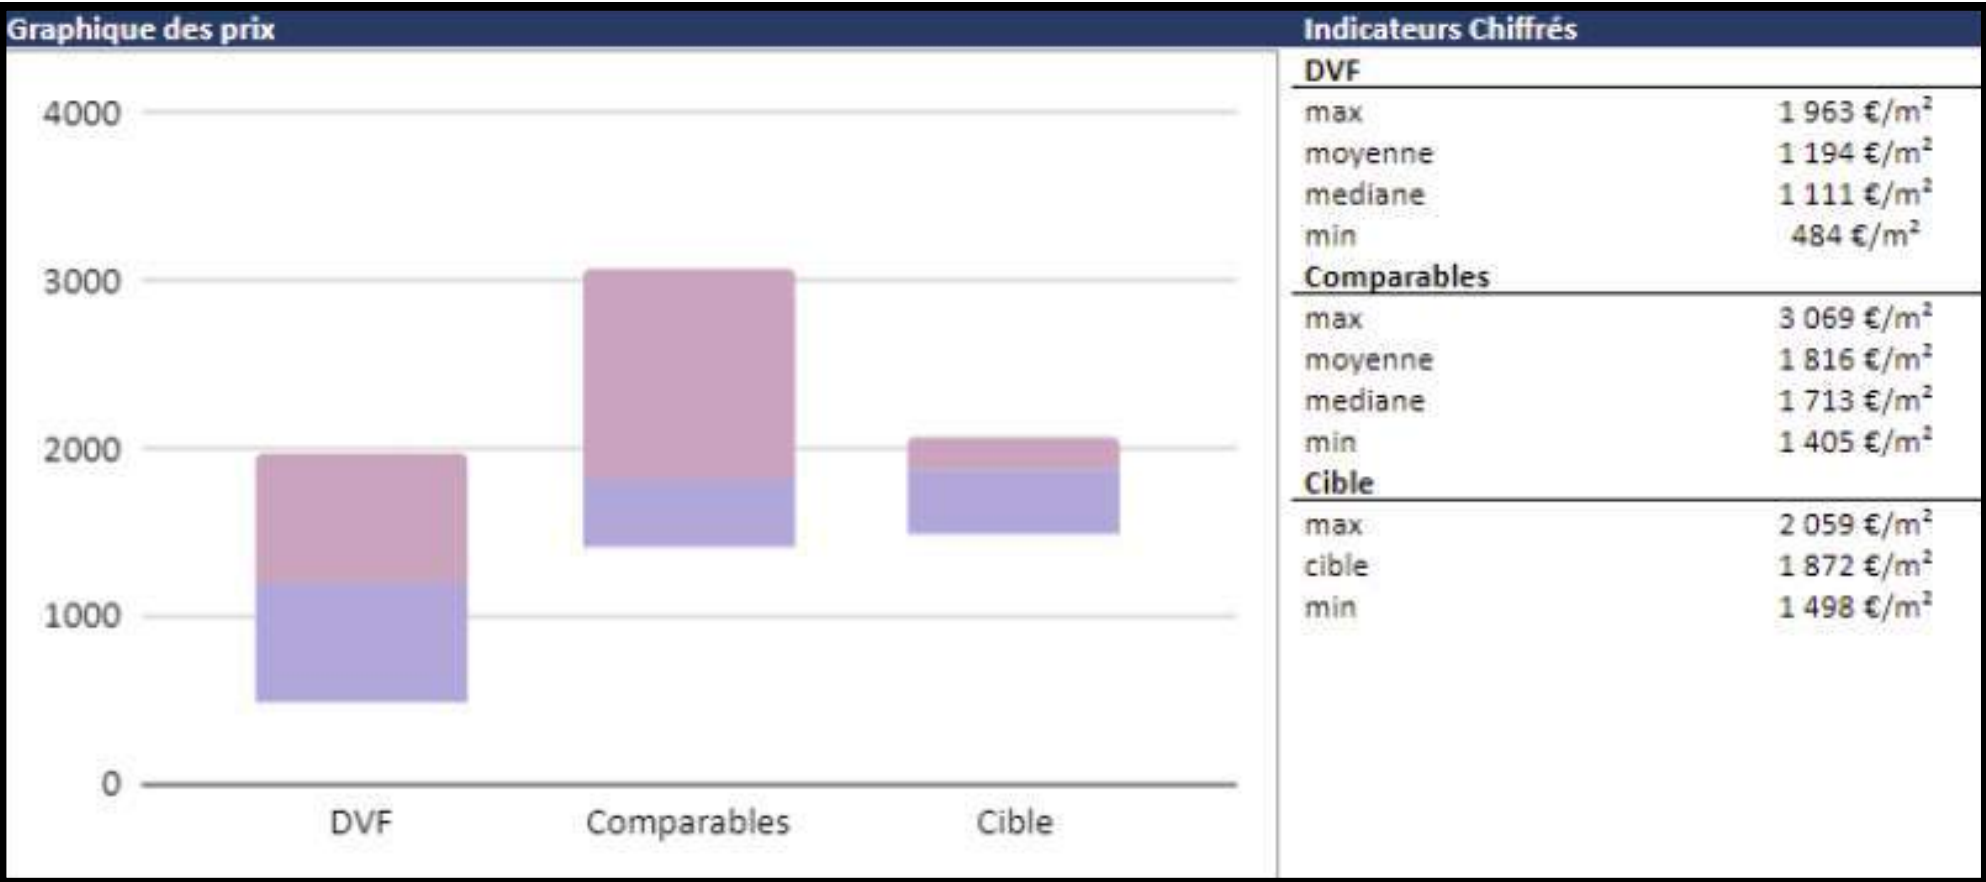 Graphique des prix
4000
3000
2000
1000
0
DVF Comparables Cible
Indicateurs Chiffrés
DVF
max 1 963 €/m²
moyenne 1 194 €/m²
mediane 1 111 €/m²
min 484 €/m²
Comparables
max 3 069 €/m²
moyenne 1 816 €/m²
mediane 1 713 €/m²
min 1 405 €/m²
Cible
max 2 059 €/m²
cible 1 872 €/m²
min 1 498 €/m²